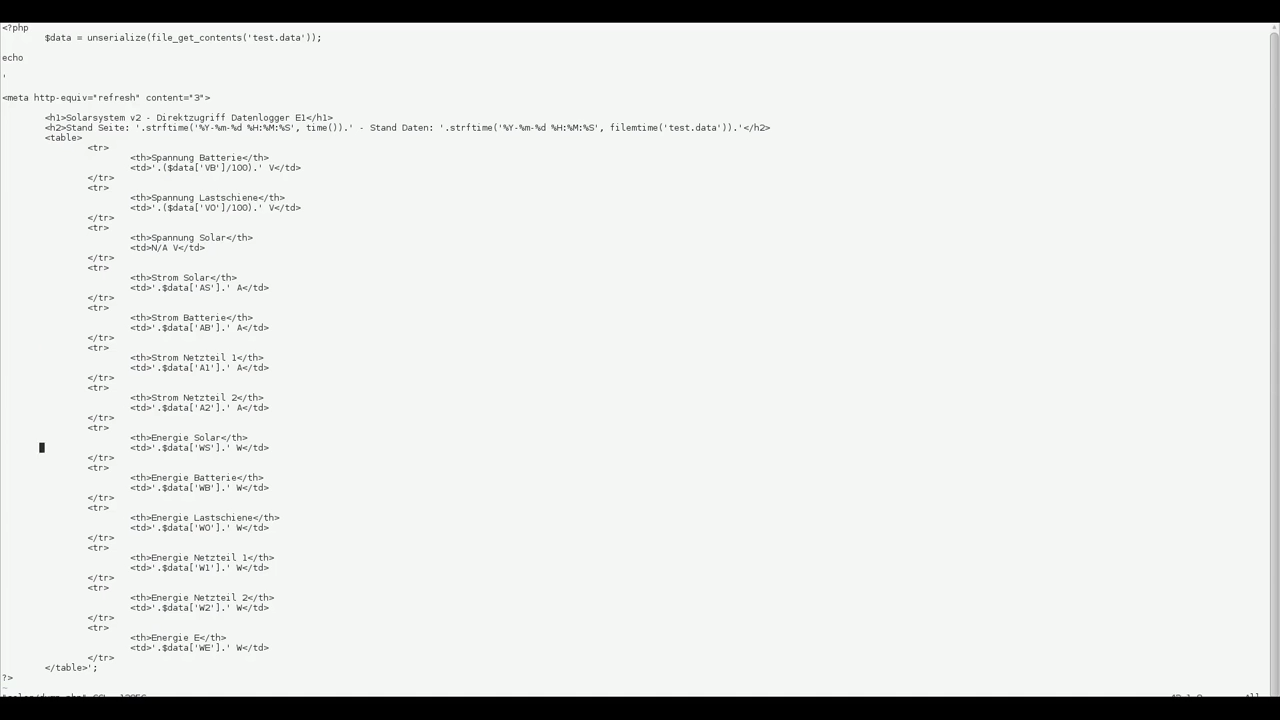 <?php
$data = unserialize(file_get_contents('test.data'));
echo
'
<meta http-equiv="refresh" content="3">
<h1>Solarsystem v2 - Direktzugriff Datenlogger E1</h1>
<h2>Stand Seite: '.strftime('%Y-%m-%d %H:%M:%S', time()).' - Stand Daten: '.strftime('%Y-%m-%d %H:%M:%S', filemtime('test.data')).'</h2>
<table>
<tr>
<th>Spannung Batterie</th>
<td>'.($data['VB']/100).' V</td>
</tr>
<tr>
<th>Spannung Lastschiene</th>
<td>'.($data['VO']/100).' V</td>
</tr>
<tr>
<th>Spannung Solar</th>
<td>N/A V</td>
</tr>
<tr>
<th>Strom Solar</th>
<td>'.$data['AS'].' A</td>
</tr>
<tr>
<th>Strom Batterie</th>
<td>'.$data['AB'].' A</td>
</tr>
<tr>
<th>Strom Netzteil 1</th>
<td>'.$data['A1'].' A</td>
</tr>
<tr>
<th>Strom Netzteil 2</th>
<td>'.$data['A2'].' A</td>
</tr>
<tr>
<th>Energie Solar</th>
<td>'.$data['WS'].' W</td>
</tr>
<tr>
<th>Energie Batterie</th>
<td>'.$data['WB'].' W</td>
</tr>
<tr>
<th>Energie Lastschiene</th>
<td>'.$data['WO'].' W</td>
</tr>
<tr>
<th>Energie Netzteil 1</th>
<td>'.$data['W1'].' W</td>
</tr>
<tr>
<th>Energie Netzteil 2</th>
<td>'.$data['W2'].' W</td>
</tr>
<tr>
<th>Energie E</th>
<td>'.$data['WE'].' W</td>
</tr>
</table>';
?>
~